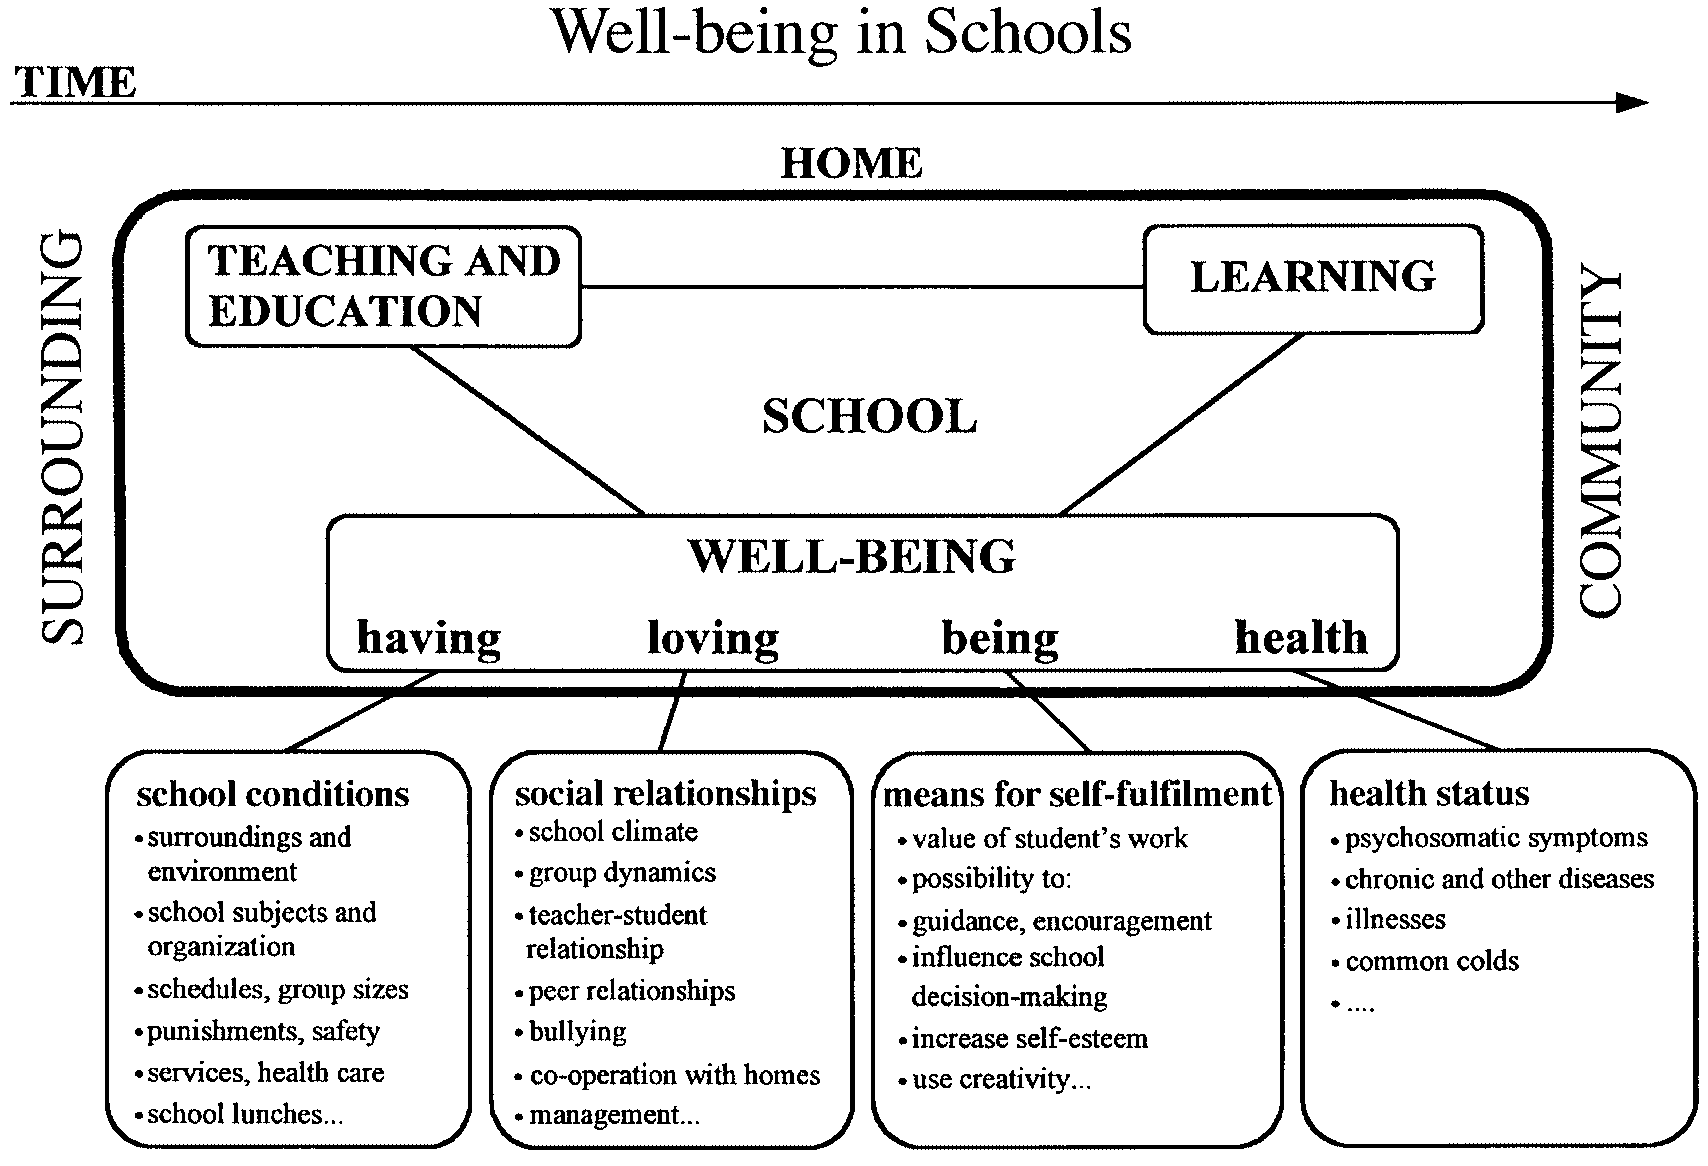 Well-being in Schools
TIME
HOME
SURROUNDING
COMMUNITY
TEACHING AND
EDUCATION
LEARNING
SCHOOL
WELL-BEING
having loving being health
school conditions
•surroundings and
environment
•school subjects and
organization
•schedules, group sizes
•punishments, safety
•services, health care
•school lunches...
social relationships
•school climate
•group dynamics
•teacher-student
relationship
•peer relationships
•bullying
•co-operation with homes
•management...
means for self-fulfilment
•value of student's work
•possibility to:
•guidance, encouragement
•influence school
decision-making
•increase self-esteem
•use creativity...
health status
•psychosomatic symptoms
•chronic and other diseases
•illnesses
•common colds
•....